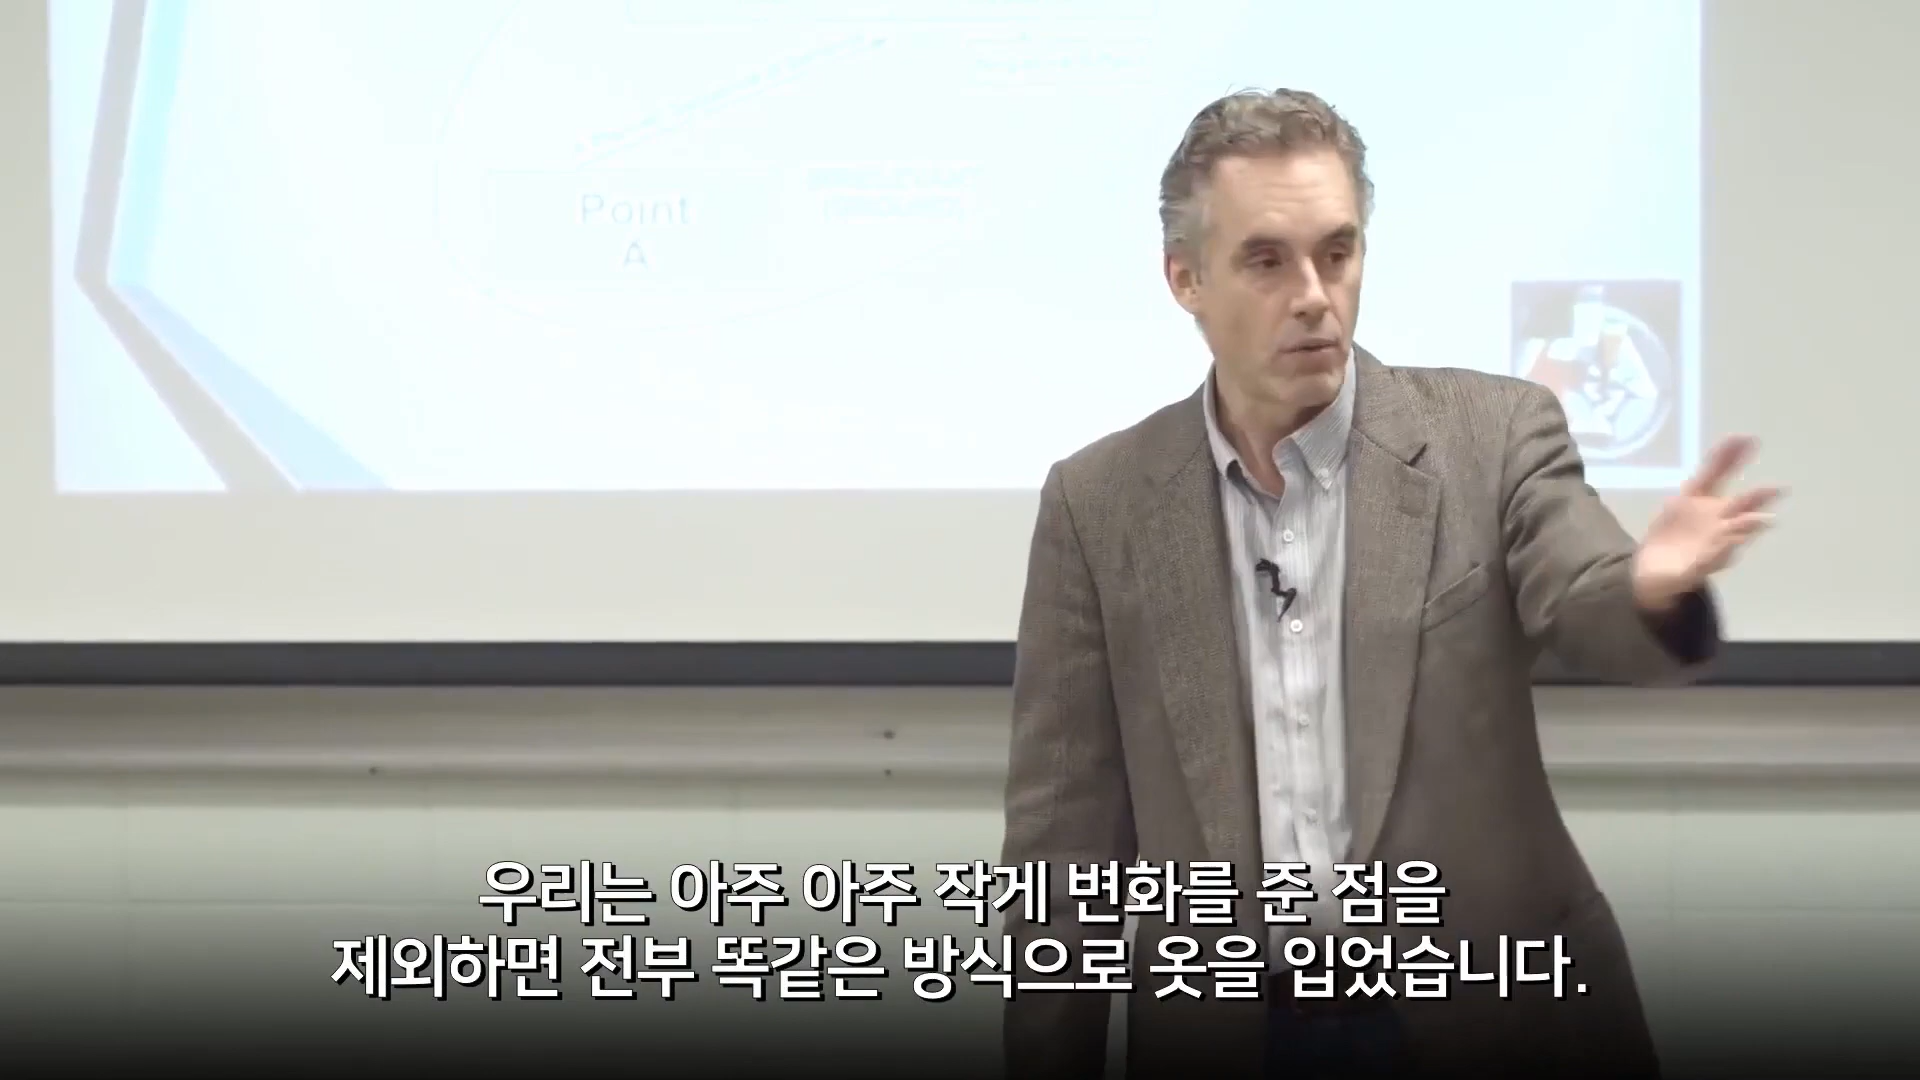 Point
A
우리는 아주 아주 작게 변화를 준 점을
제외하면 전부 똑같은 방식으로 옷을 입었습니다.